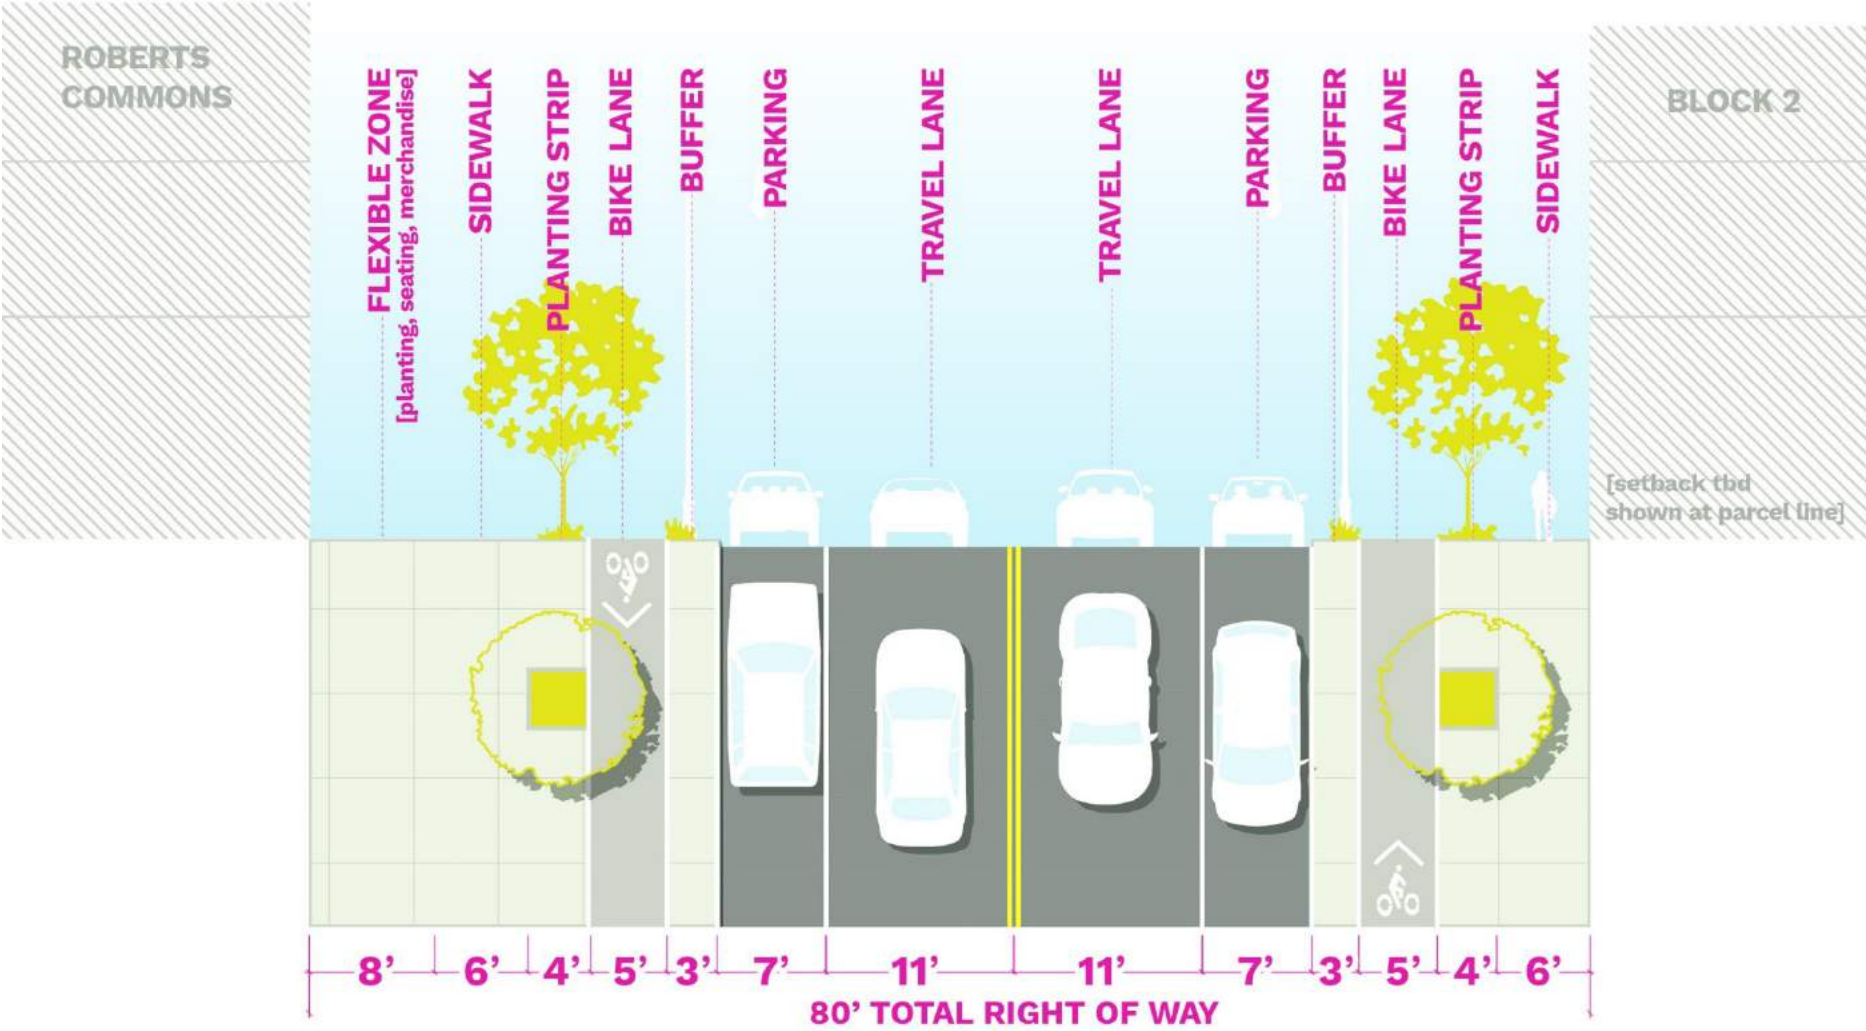 ROBERTS
COMMONS
FLEXIBLE ZONE
[planting, seating, merchandise]
SIDEWALK
PLANTING STRIP
BIKE LANE
BUFFER
PARKING
TRAVEL LANE
TRAVEL LANE
PARKING
BUFFER
BIKE LANE
PLANTING STRIP
SIDEWALK
BLOCK 2
[setback tbd
shown at parcel line]
8’ 6’ 4’ 5’ 3’ 7’ 11’ 11’ 7’ 3’ 5’ 4’ 6’
80’ TOTAL RIGHT OF WAY